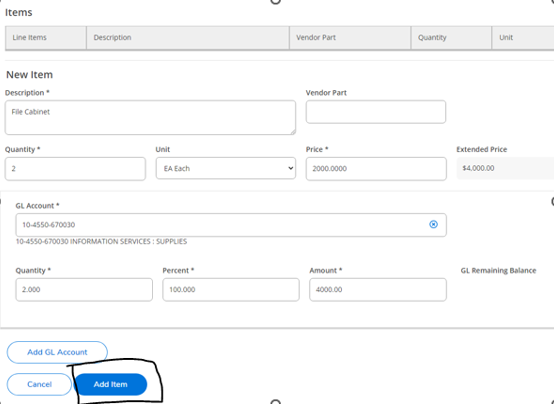 Items
Line Items Description Vendor Part Quantity Unit
New Item
Description * Vendor Part
File Cabinet
Quantity * Unit Price * Extended Price
2 EA Each 2000.0000 $4,000.00
GL Account *
10-4550-670030
10-4550-670030 INFORMATION SERVICES : SUPPLIES
Quantity * Percent * Amount * GL Remaining Balance
2.000 100.000 4000.00
Add GL Account
Cancel Add Item